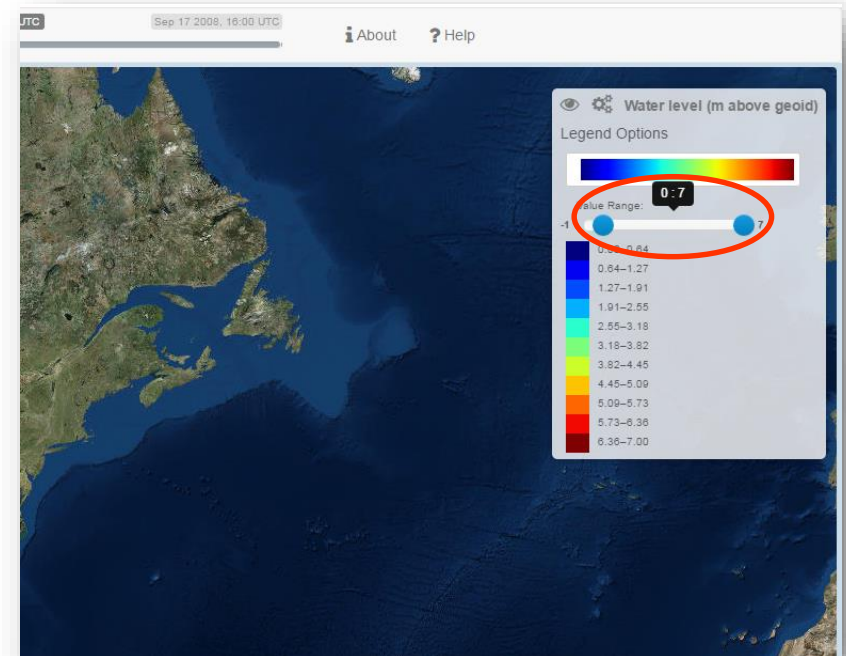 UTC Sep 17 2008, 16:00 UTC
About Help
Water level (m above geoid)
Legend Options
0 : 7
alue Range:
-1 7
0.64
0.64–1.27
1.27–1.91
1.91–2.55
2.55–3.18
3.18–3.82
3.82–4.45
4.45–5.09
5.09–5.73
5.73–6.36
6.36–7.00